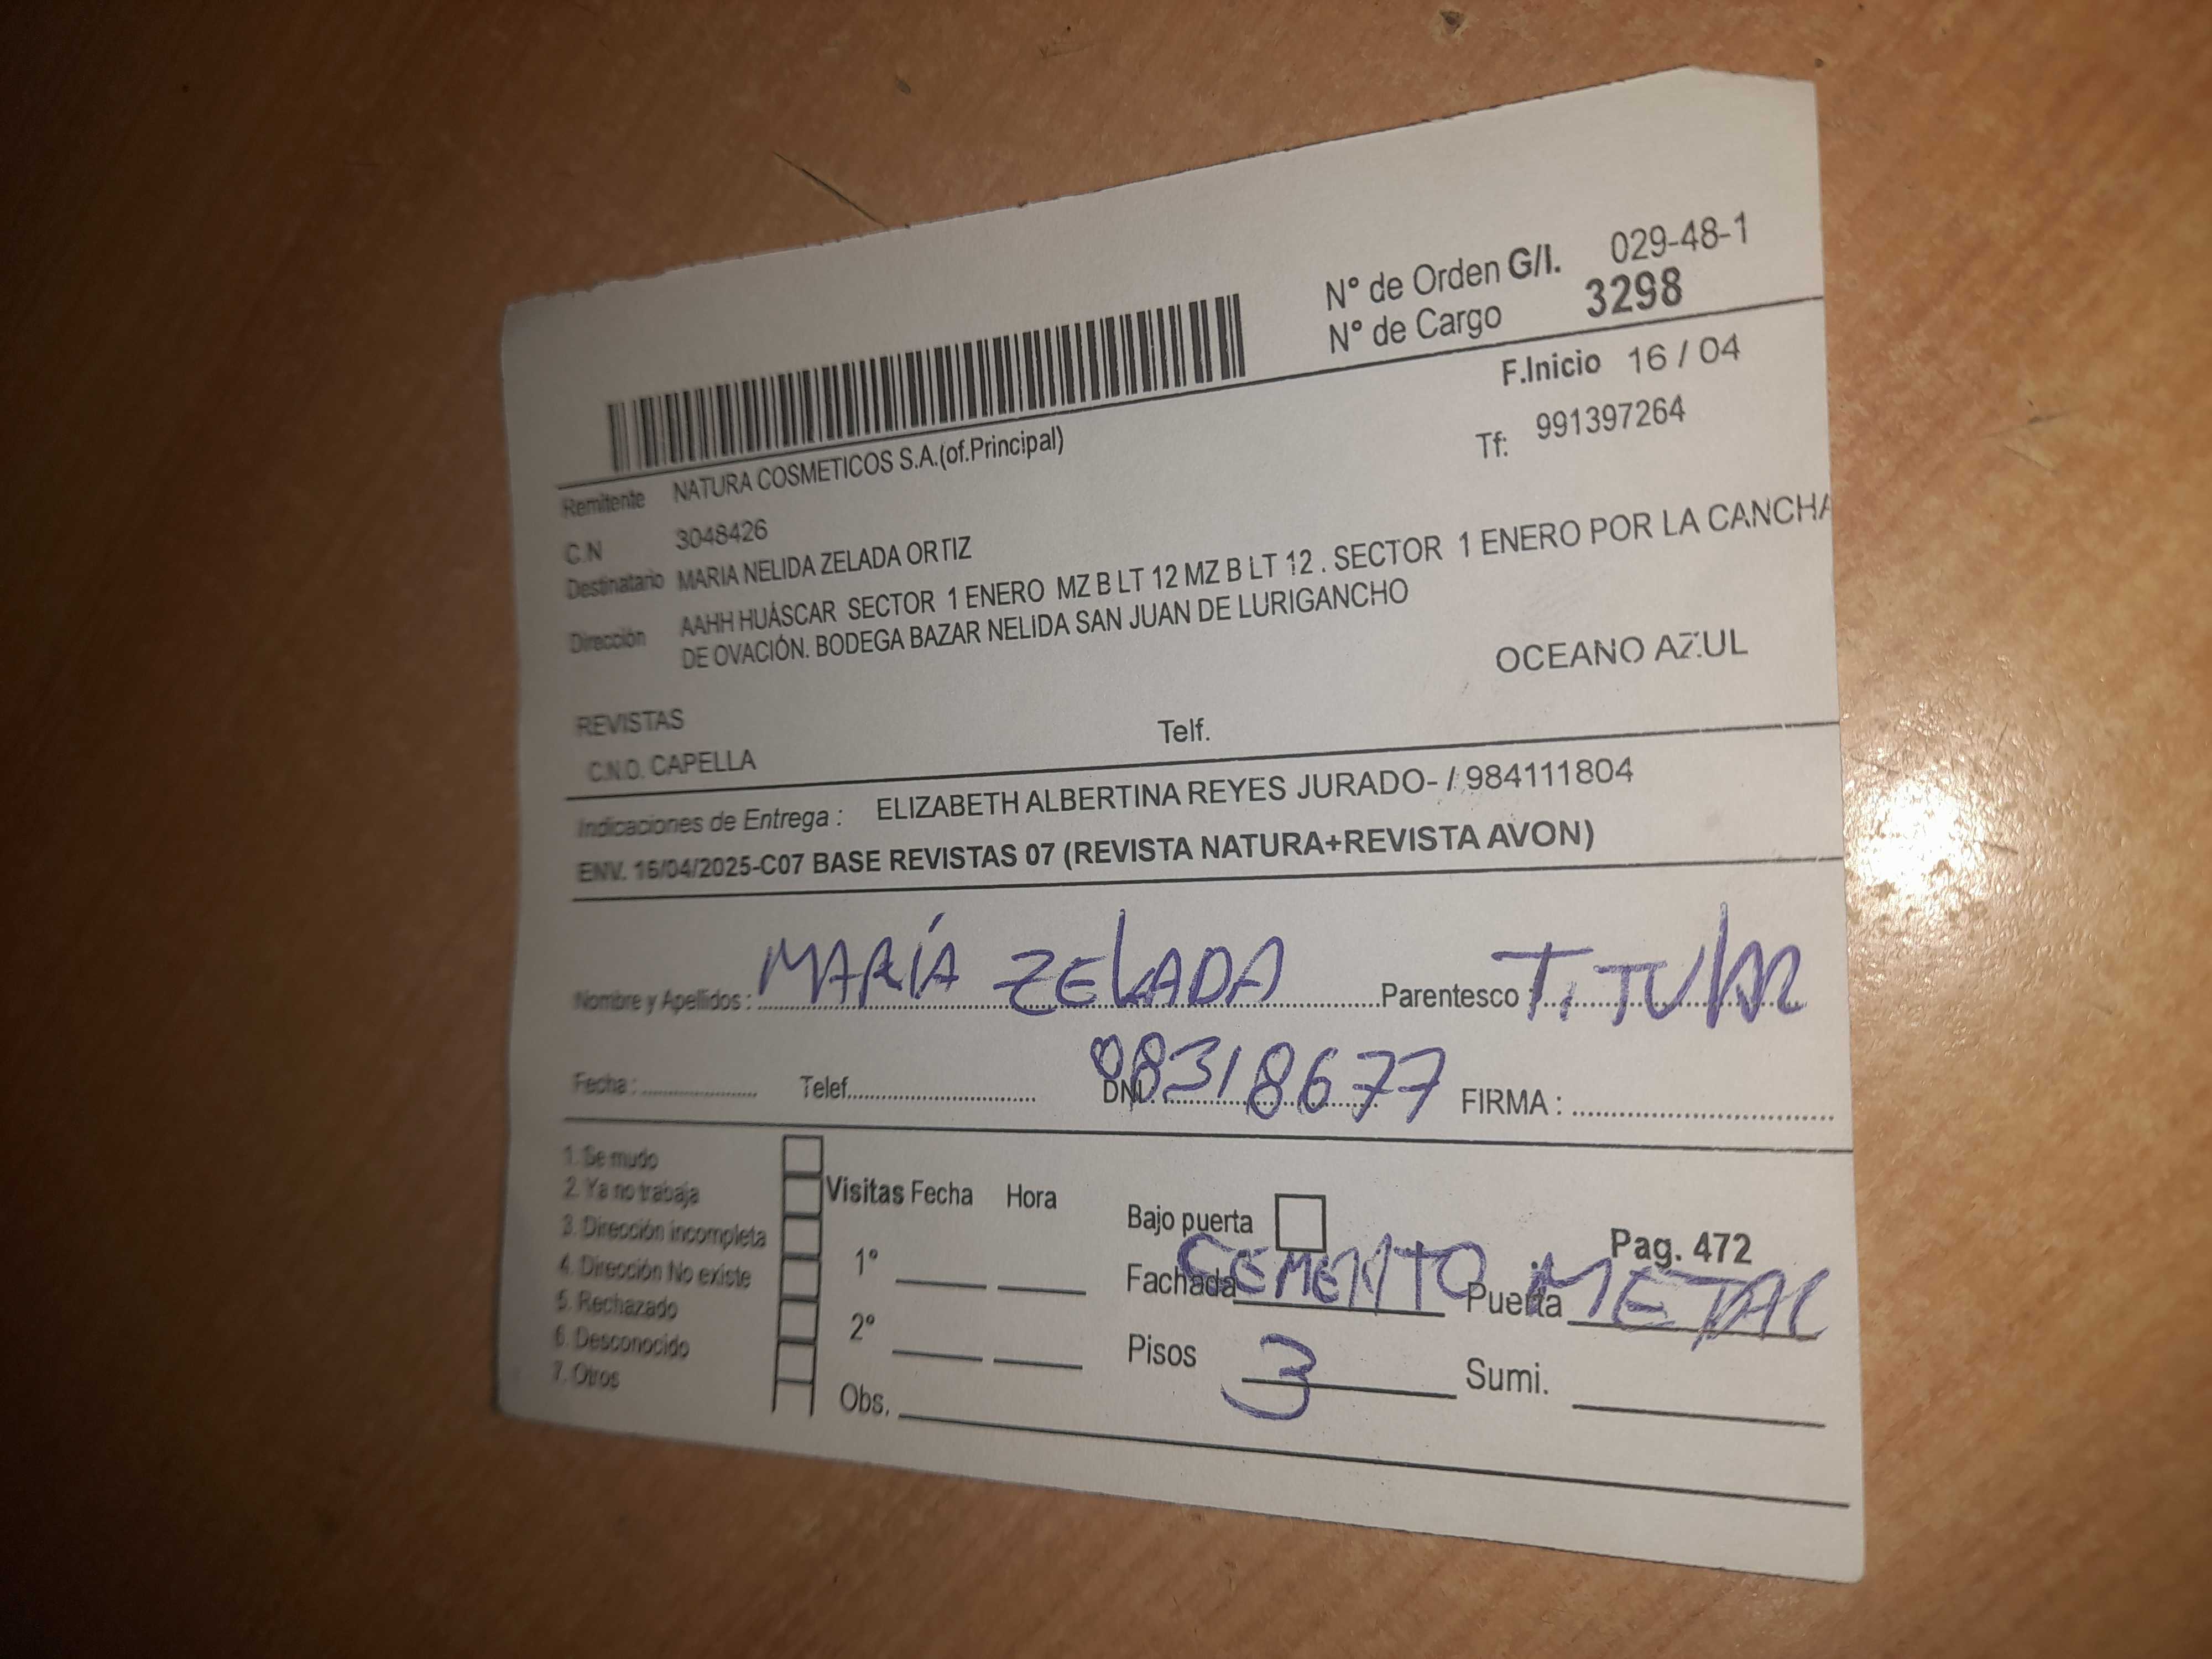 N° de Orden G/I. 029-48-1
N° de Cargo 3298
F.Inicio 16 / 04
Remitente NATURA COSMETICOS S.A.(of.Principal)
Tf: 991397264
C.N 3048426
Destinatario MARIA NELIDA ZELADA ORTIZ
Dirección AAHH HUÁSCAR SECTOR 1 ENERO MZ B LT 12 MZ B LT 12 . SECTOR 1 ENERO POR LA CANCHA
DE OVACIÓN. BODEGA BAZAR NELIDA SAN JUAN DE LURIGANCHO
OCEANO AZUL
REVISTAS
C.N.O. CAPELLA Telf.
Indicaciones de Entrega : ELIZABETH ALBERTINA REYES JURADO- / 984111804
ENV. 16/04/2025-C07 BASE REVISTAS 07 (REVISTA NATURA+REVISTA AVON)
Nombre y Apellidos : MARÍA ZELADA Parentesco : TITULAR
Fecha : Telef. DNI.: 08318677 FIRMA :
1. Se mudo
2. Ya no trabaja
3. Dirección incompleta
4. Dirección No existe
5. Rechazado
6. Desconocido
7. Otros
Visitas Fecha Hora
1°
2°
Obs.
Bajo puerta Pag. 472
Fachada CEMENTO Puerta METAL
Pisos 3 Sumi.